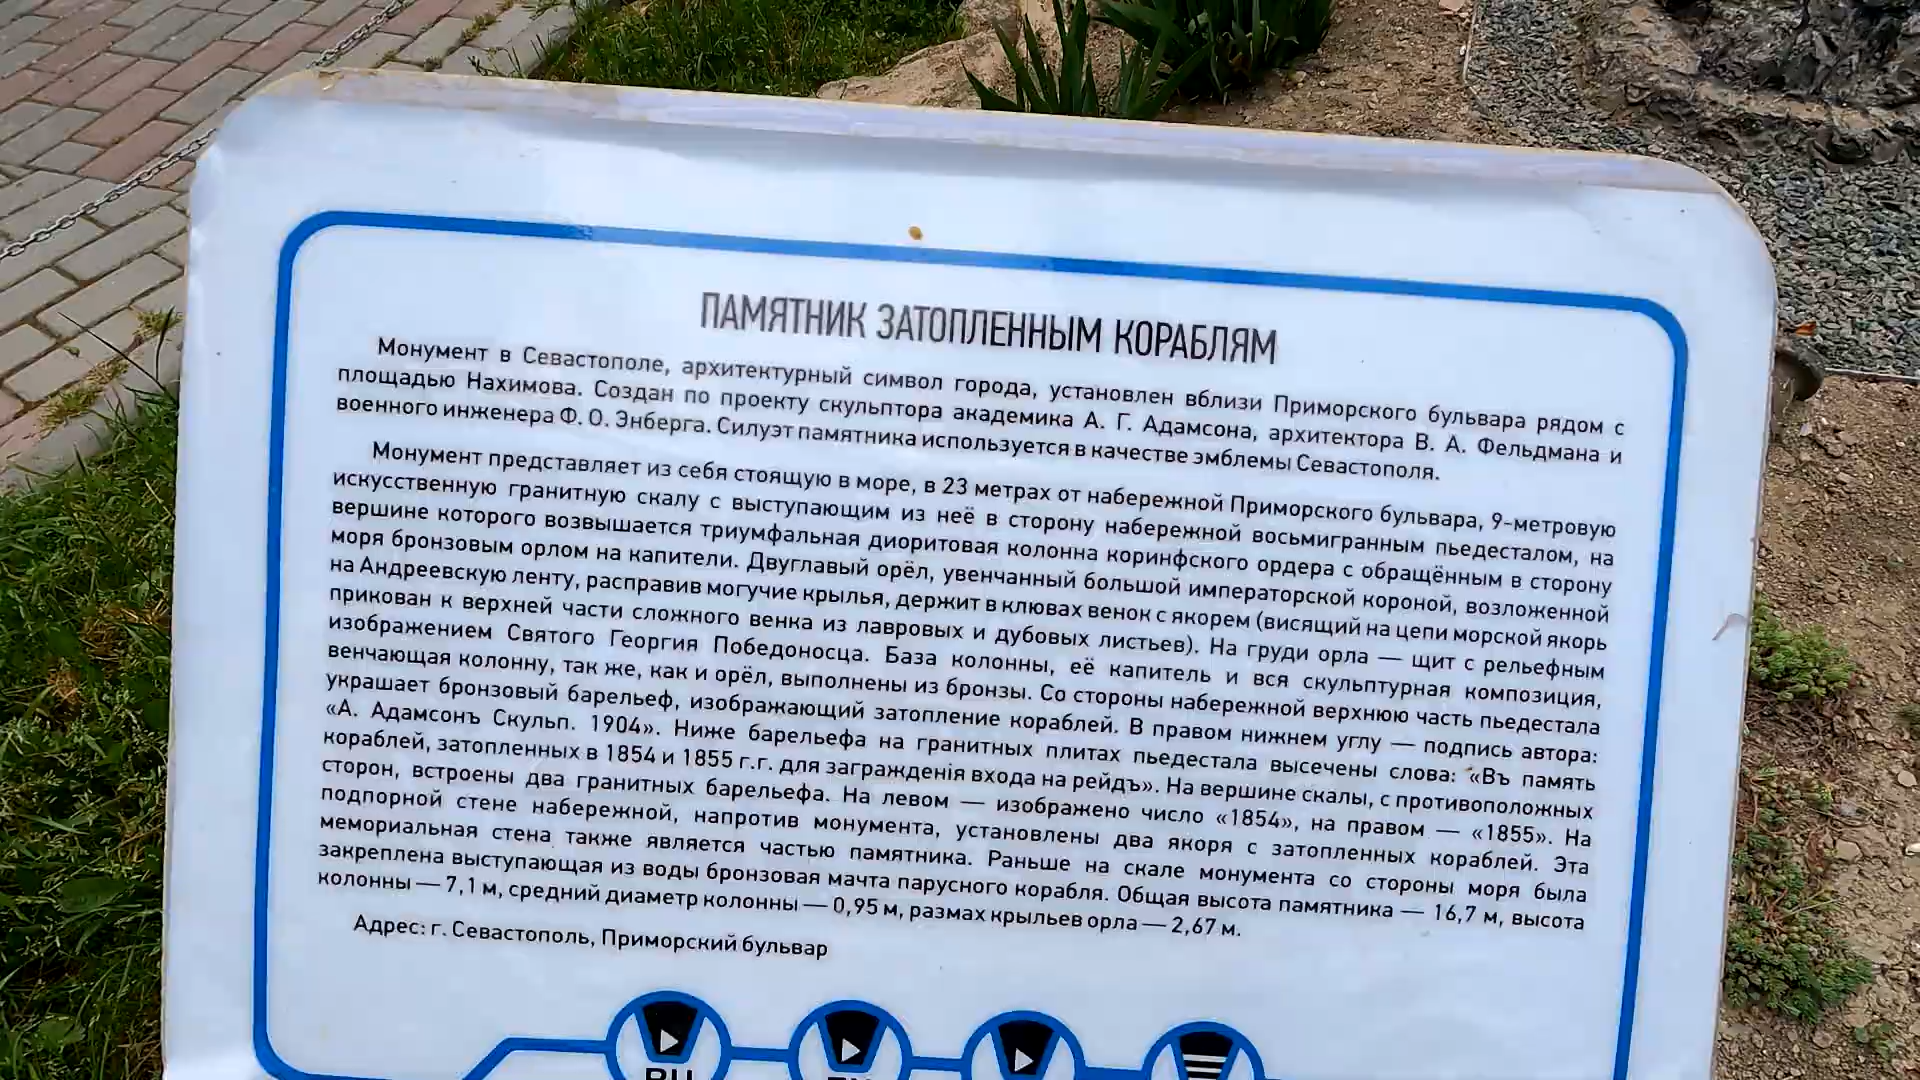 ПАМЯТНИК ЗАТОПЛЕННЫМ КОРАБЛЯМ
Монумент в Севастополе, архитектурный символ города, установлен вблизи Приморского бульвара рядом с
площадью Нахимова. Создан по проекту скульптора академика А. Г. Адамсона, архитектора В. А. Фельдмана и
военного инженера Ф. О. Энберга. Силуэт памятника используется в качестве эмблемы Севастополя.
Монумент представляет из себя стоящую в море, в 23 метрах от набережной Приморского бульвара, 9-метровую
искусственную гранитную скалу с выступающим из неё в сторону набережной восьмигранным пьедесталом, на
вершине которого возвышается триумфальная диоритовая колонна коринфского ордера с обращённым в сторону
моря бронзовым орлом на капители. Двуглавый орёл, увенчанный большой императорской короной, возложенной
на Андреевскую ленту, расправив могучие крылья, держит в клювах венок с якорем (висящий на цепи морской якорь
прикован к верхней части сложного венка из лавровых и дубовых листьев). На груди орла — щит с рельефным
изображением Святого Георгия Победоносца. База колонны, её капитель и вся скульптурная композиция,
венчающая колонну, так же, как и орёл, выполнены из бронзы. Со стороны набережной верхнюю часть пьедестала
украшает бронзовый барельеф, изображающий затопление кораблей. В правом нижнем углу — подпись автора:
«А. Адамсонъ Скульп. 1904». Ниже барельефа на гранитных плитах пьедестала высечены слова: «Въ память
кораблей, затопленных в 1854 и 1855 г.г. для загражденія входа на рейдъ». На вершине скалы, с противоположных
сторон, встроены два гранитных барельефа. На левом — изображено число «1854», на правом — «1855». На
подпорной стене набережной, напротив монумента, установлены два якоря с затопленных кораблей. Эта
мемориальная стена также является частью памятника. Раньше на скале монумента со стороны моря была
закреплена выступающая из воды бронзовая мачта парусного корабля. Общая высота памятника — 16,7 м, высота
колонны — 7,1 м, средний диаметр колонны — 0,95 м, размах крыльев орла — 2,67 м.
Адрес: г. Севастополь, Приморский бульвар
RU